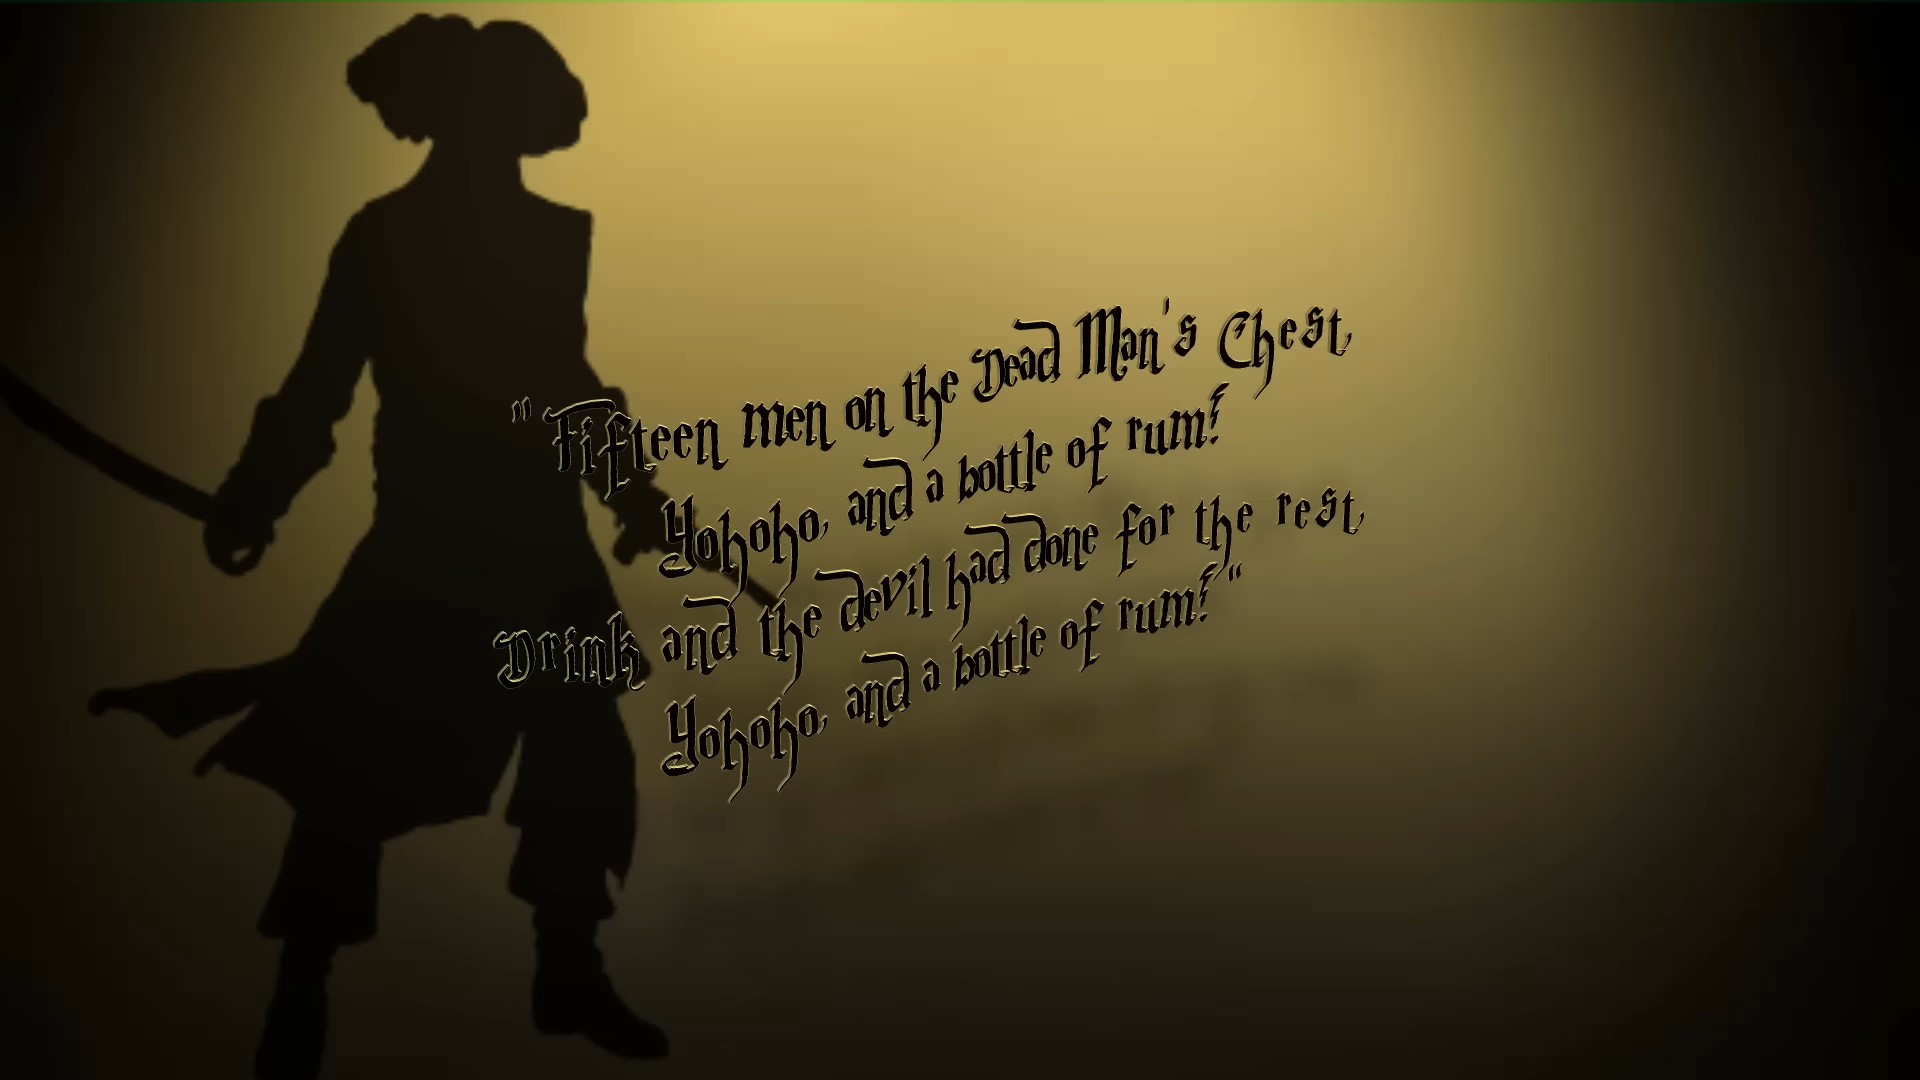 "Fifteen men on the Dead Man's Chest,
Yohoho, and a bottle of rum!
Drink and the devil had done for the rest,
Yohoho, and a bottle of rum!"